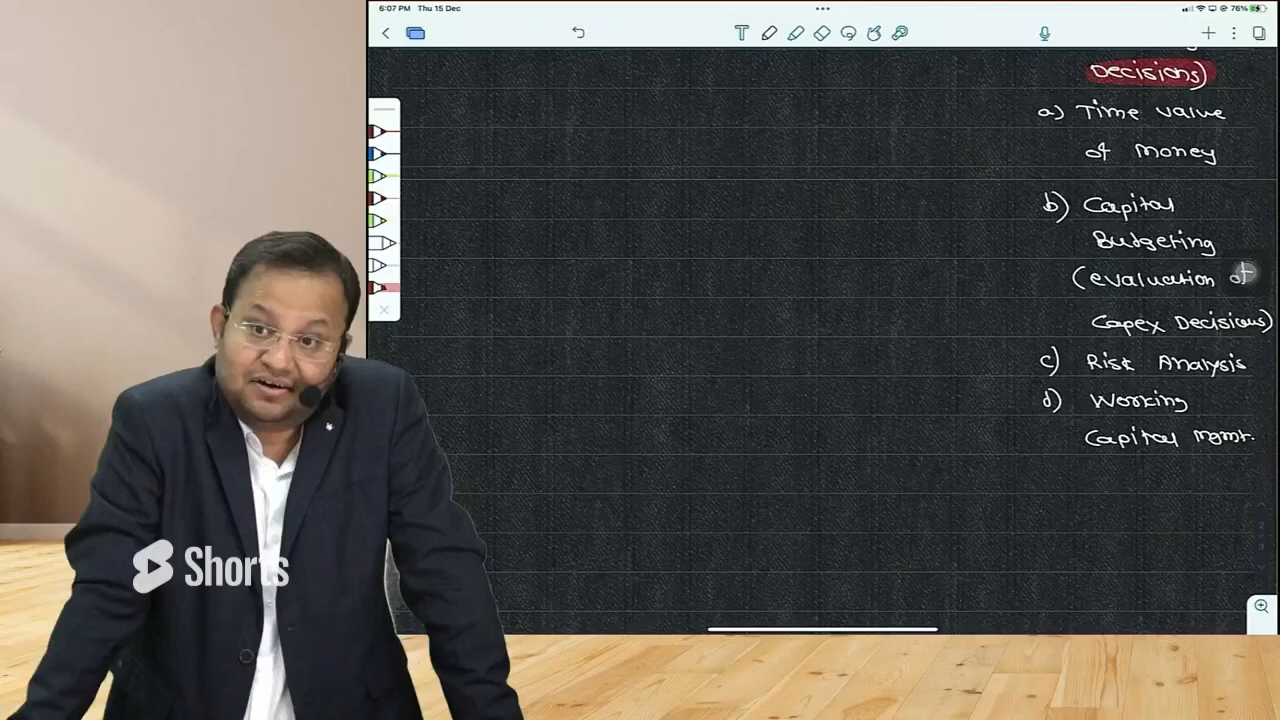 6:07 PM Thu 15 Dec
76%
Decisions)
a) Time value
of Money
b) Capital
Budgeting
(evaluation of
Capex Decisions)
c) Risk Analysis
d) Working
Capital Mgmt.
Shorts